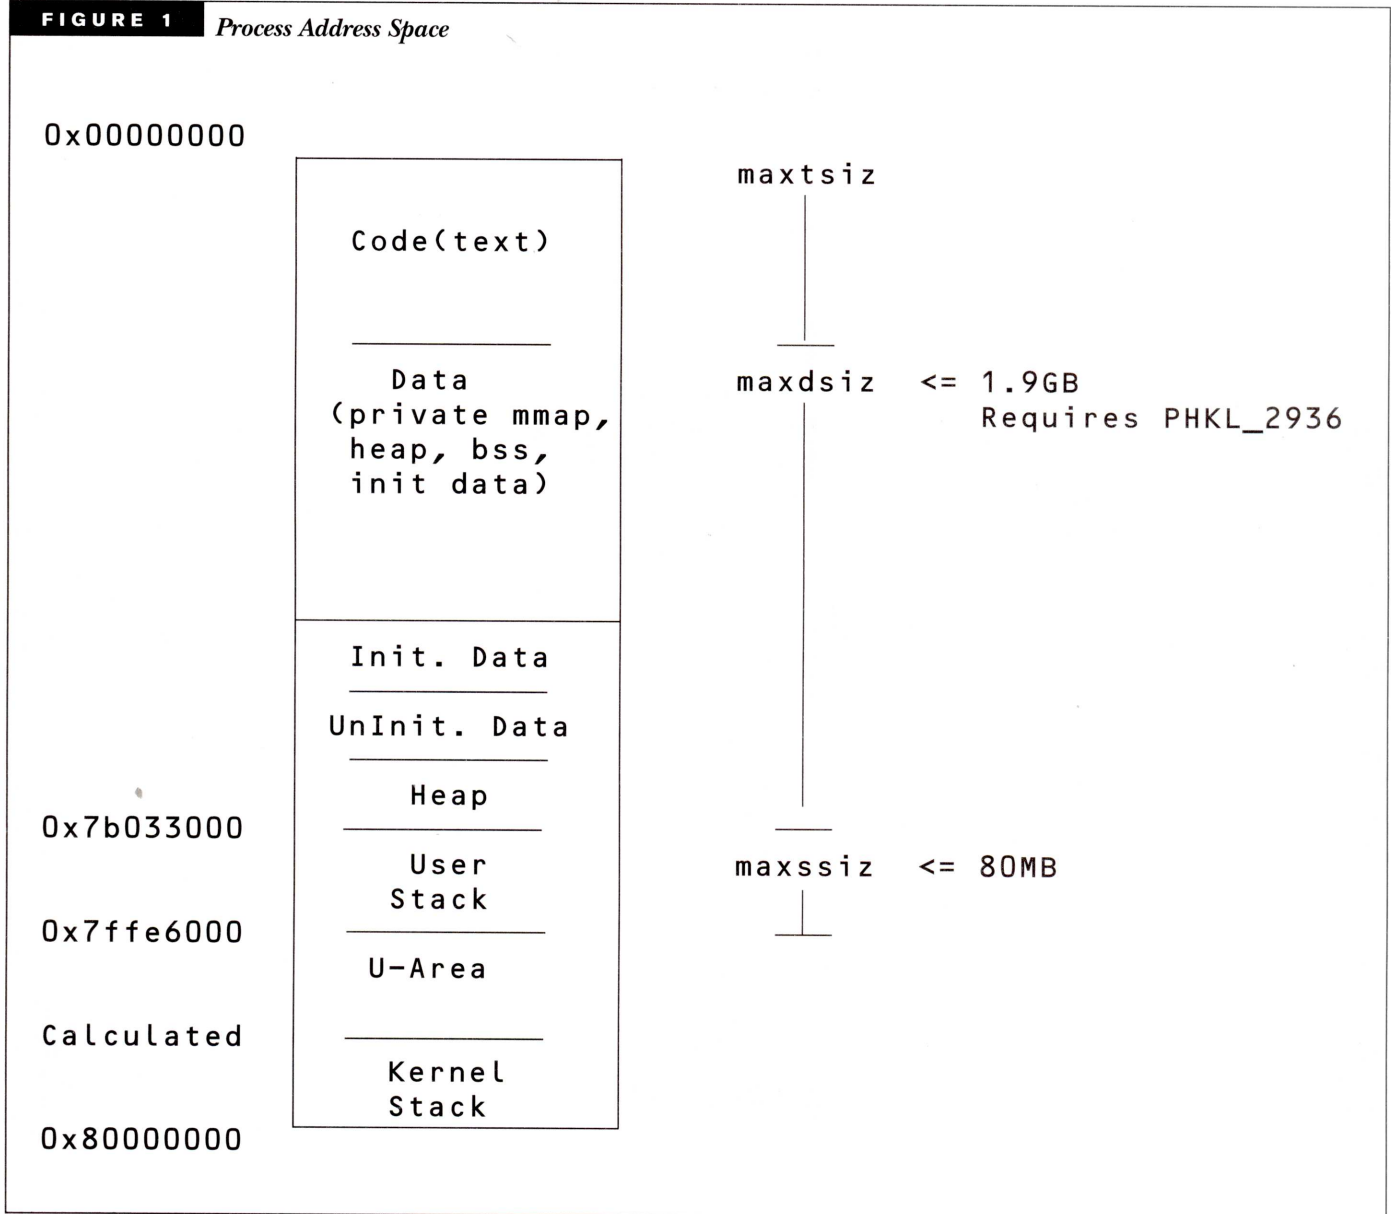 FIGURE 1 Process Address Space
0x00000000
maxtsiz
Code(text)
Data
(private mmap,
heap, bss,
init data)
maxdsiz <= 1.9GB
Requires PHKL_2936
Init. Data
UnInit. Data
Heap
0x7b033000
User
Stack
maxssiz <= 80MB
0x7ffe6000
U-Area
Calculated
Kernel
Stack
0x80000000